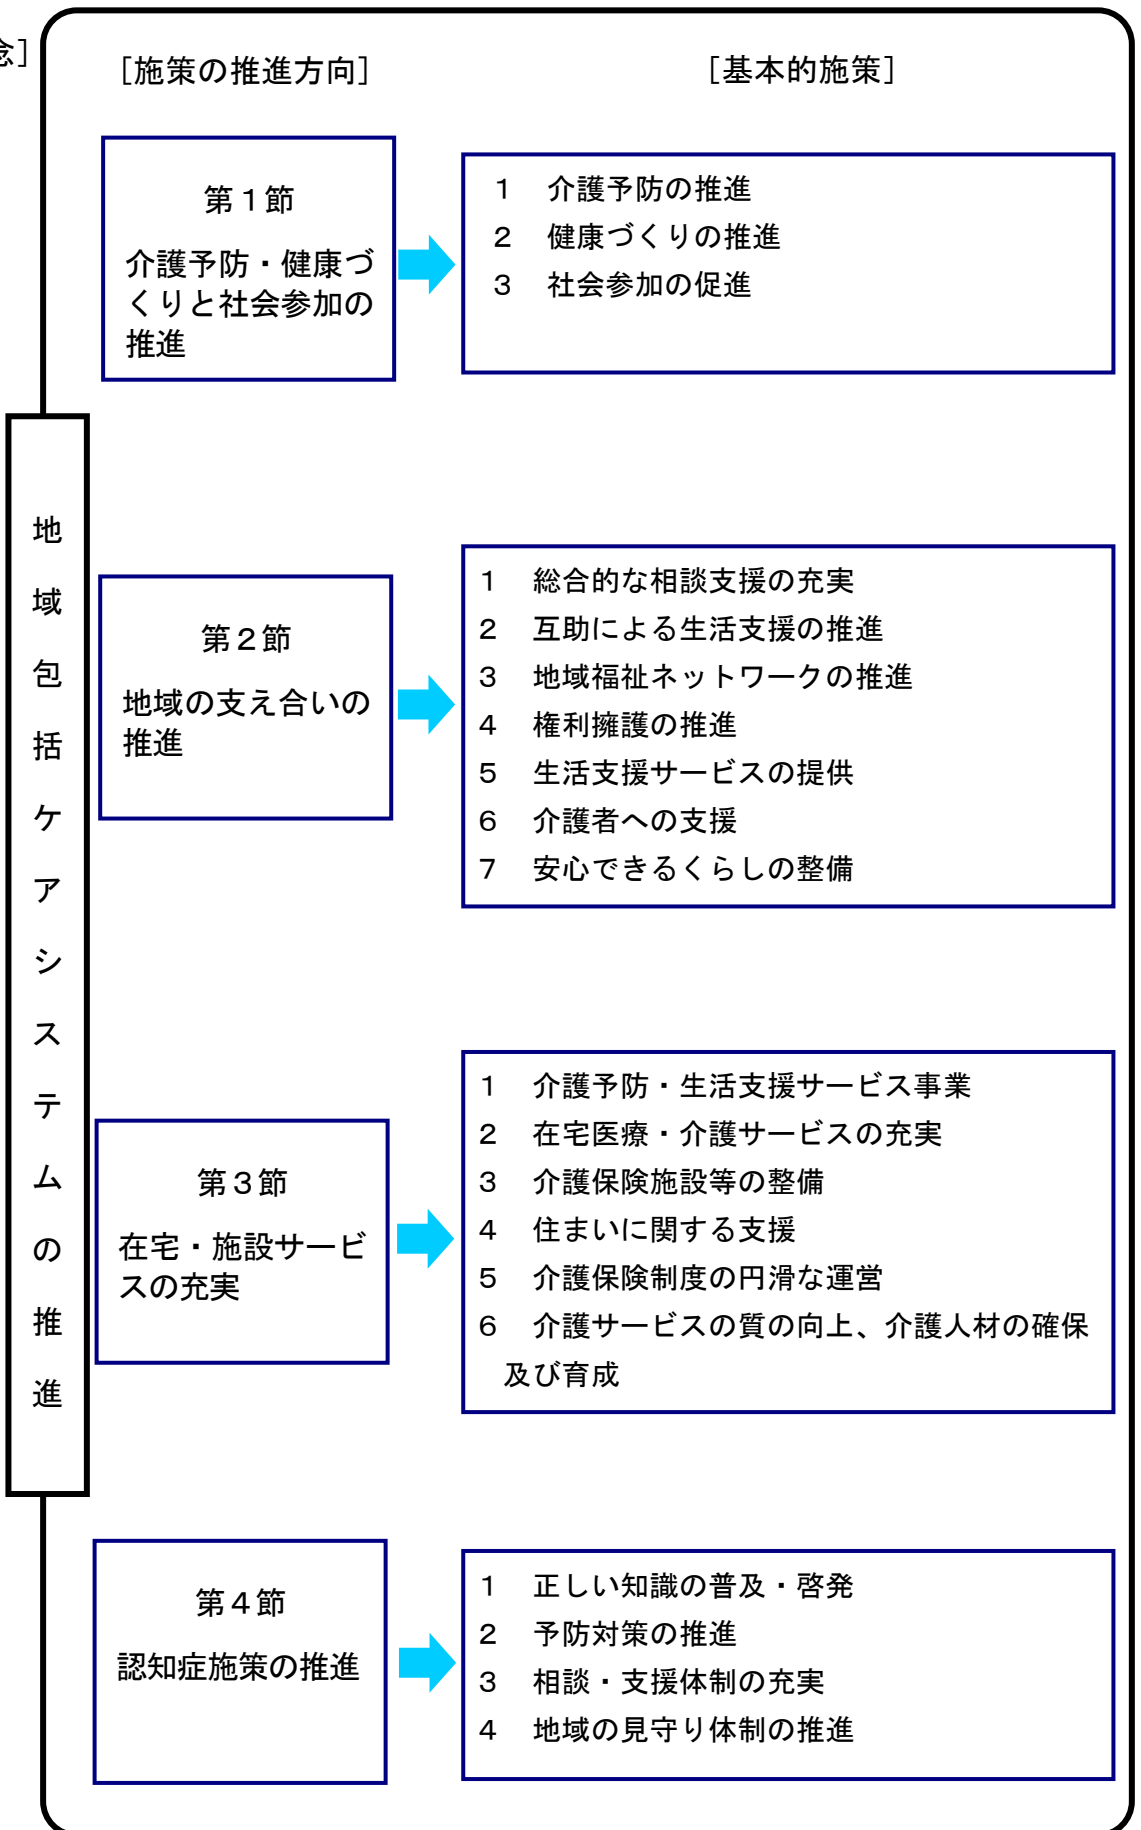 念］
［施策の推進方向］
［基本的施策］
地域包括ケアシステムの推進
第１節
介護予防・健康づ
くりと社会参加の
推進
１　介護予防の推進
２　健康づくりの推進
３　社会参加の促進
第２節
地域の支え合いの
推進
１　総合的な相談支援の充実
２　互助による生活支援の推進
３　地域福祉ネットワークの推進
４　権利擁護の推進
５　生活支援サービスの提供
６　介護者への支援
７　安心できるくらしの整備
第３節
在宅・施設サービ
スの充実
１　介護予防・生活支援サービス事業
２　在宅医療・介護サービスの充実
３　介護保険施設等の整備
４　住まいに関する支援
５　介護保険制度の円滑な運営
６　介護サービスの質の向上、介護人材の確保
及び育成
第４節
認知症施策の推進
１　正しい知識の普及・啓発
２　予防対策の推進
３　相談・支援体制の充実
４　地域の見守り体制の推進